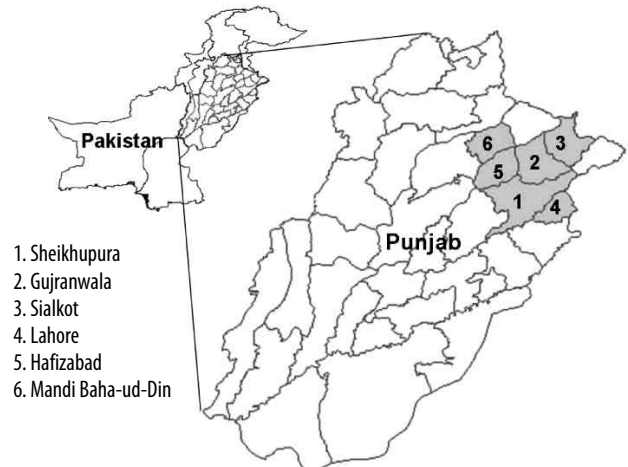 Pakistan
Punjab
6
3
2
5
1
4
1. Sheikhupura
2. Gujranwala
3. Sialkot
4. Lahore
5. Hafizabad
6. Mandi Baha-ud-Din